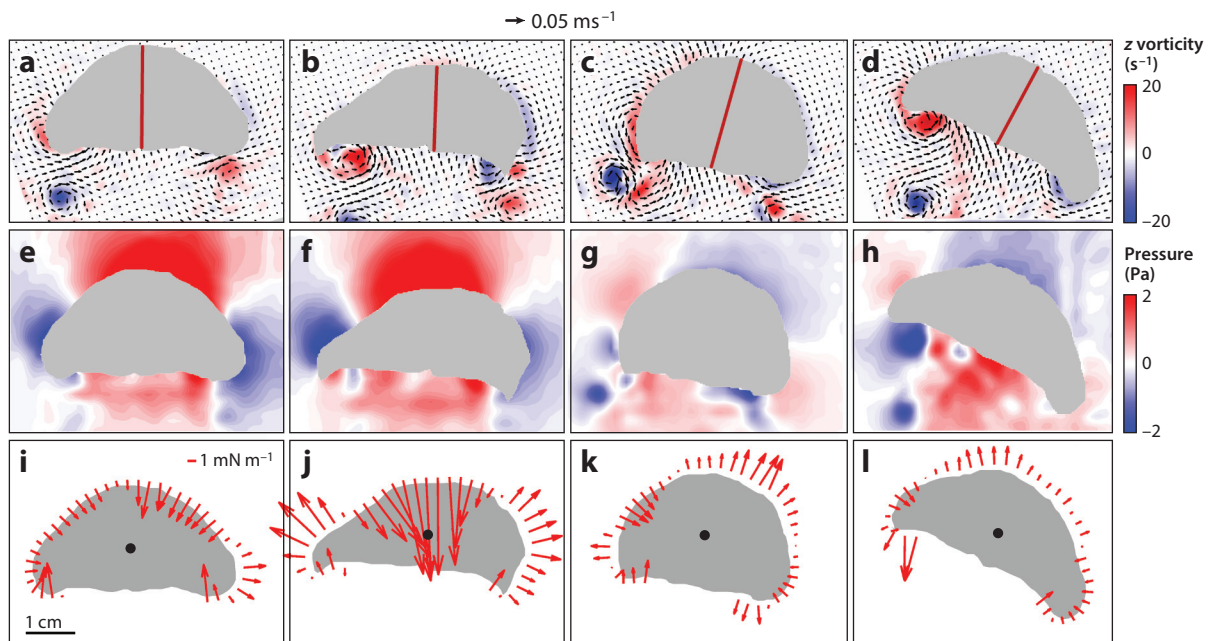 → 0.05 ms⁻¹
a
b
c
d
z vorticity
(s⁻¹)
20
0
–20
e
f
g
h
Pressure
(Pa)
2
0
–2
i
1 mN m⁻¹
j
k
l
1 cm